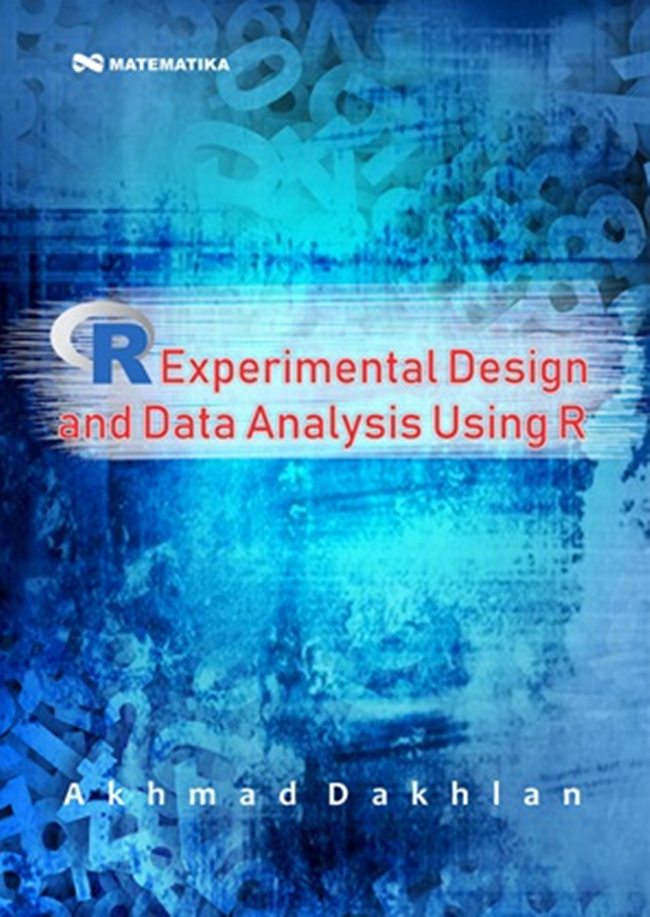 MATEMATIKA
R Experimental Design
and Data Analysis Using R
Akhmad Dakhlan